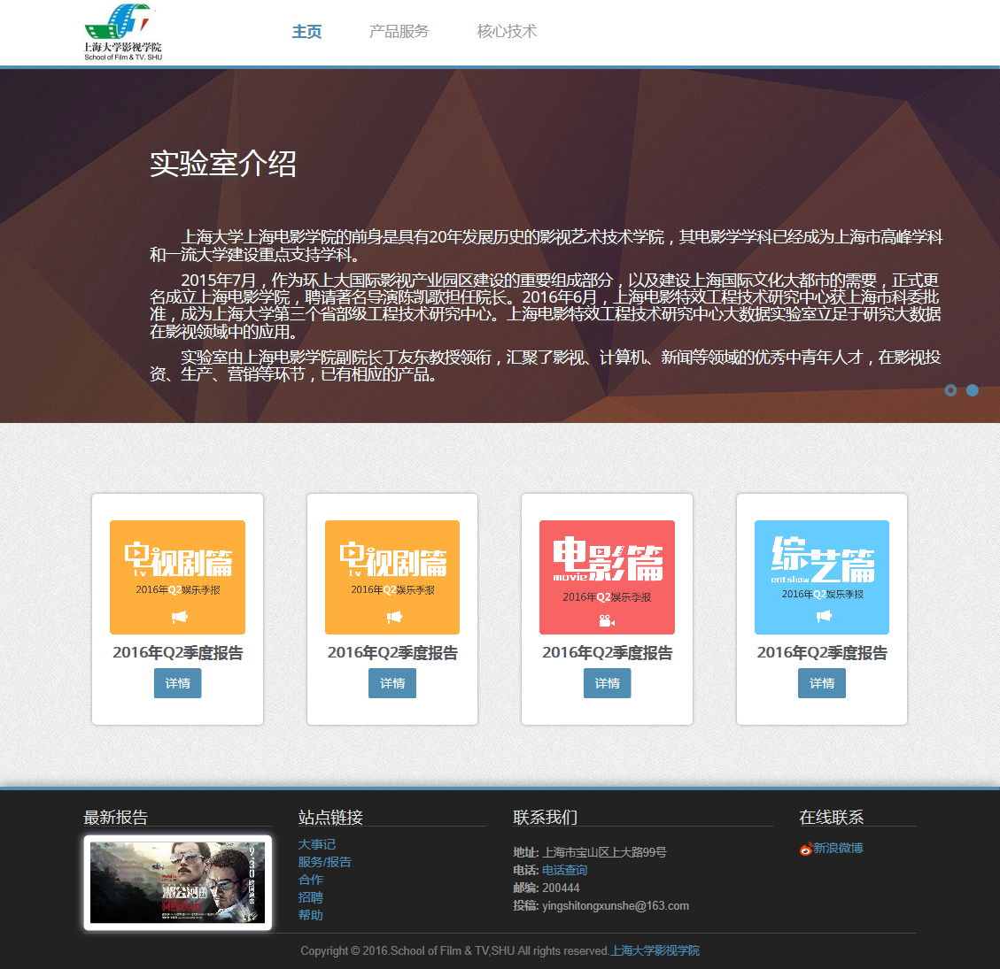 上海大学影视学院
School of Film & TV. SHU
主页 产品服务 核心技术
实验室介绍
上海大学上海电影学院的前身是具有20年发展历史的影视艺术技术学院，其电影学学科已经成为上海市高峰学科
和一流大学建设重点支持学科。
2015年7月，作为环上大国际影视产业园区建设的重要组成部分，以及建设上海国际文化大都市的需要，正式更
名成立上海电影学院，聘请著名导演陈凯歌担任院长。2016年6月，上海电影特效工程技术研究中心获上海市科委批
准，成为上海大学第三个省部级工程技术研究中心。上海电影特效工程技术研究中心大数据实验室立足于研究大数据
在影视领域中的应用。
实验室由上海电影学院副院长丁友东教授领衔，汇聚了影视、计算机、新闻等领域的优秀中青年人才，在影视投
资、生产、营销等环节，已有相应的产品。
电视剧篇
tv
2016年Q2娱乐季报
2016年Q2季度报告
详情
电视剧篇
tv
2016年Q2娱乐季报
2016年Q2季度报告
详情
电影篇
movie
2016年Q2娱乐季报
2016年Q2季度报告
详情
综艺篇
ent show
2016年Q2娱乐季报
2016年Q2季度报告
详情
最新报告
湄公河
MEKONG
9.30
站点链接
大事记
服务/报告
合作
招聘
帮助
联系我们
地址: 上海市宝山区上大路99号
电话: 电话查询
邮编: 200444
投稿: yingshitongxunshe@163.com
在线联系
新浪微博
Copyright © 2016.School of Film & TV,SHU All rights reserved.上海大学影视学院